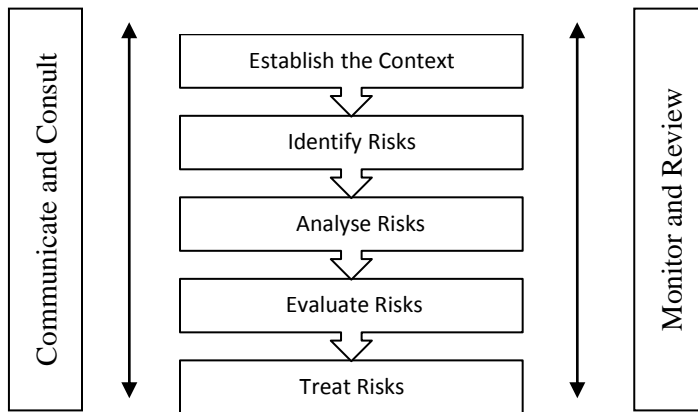 Communicate and Consult
Establish the Context
Identify Risks
Analyse Risks
Evaluate Risks
Treat Risks
Monitor and Review